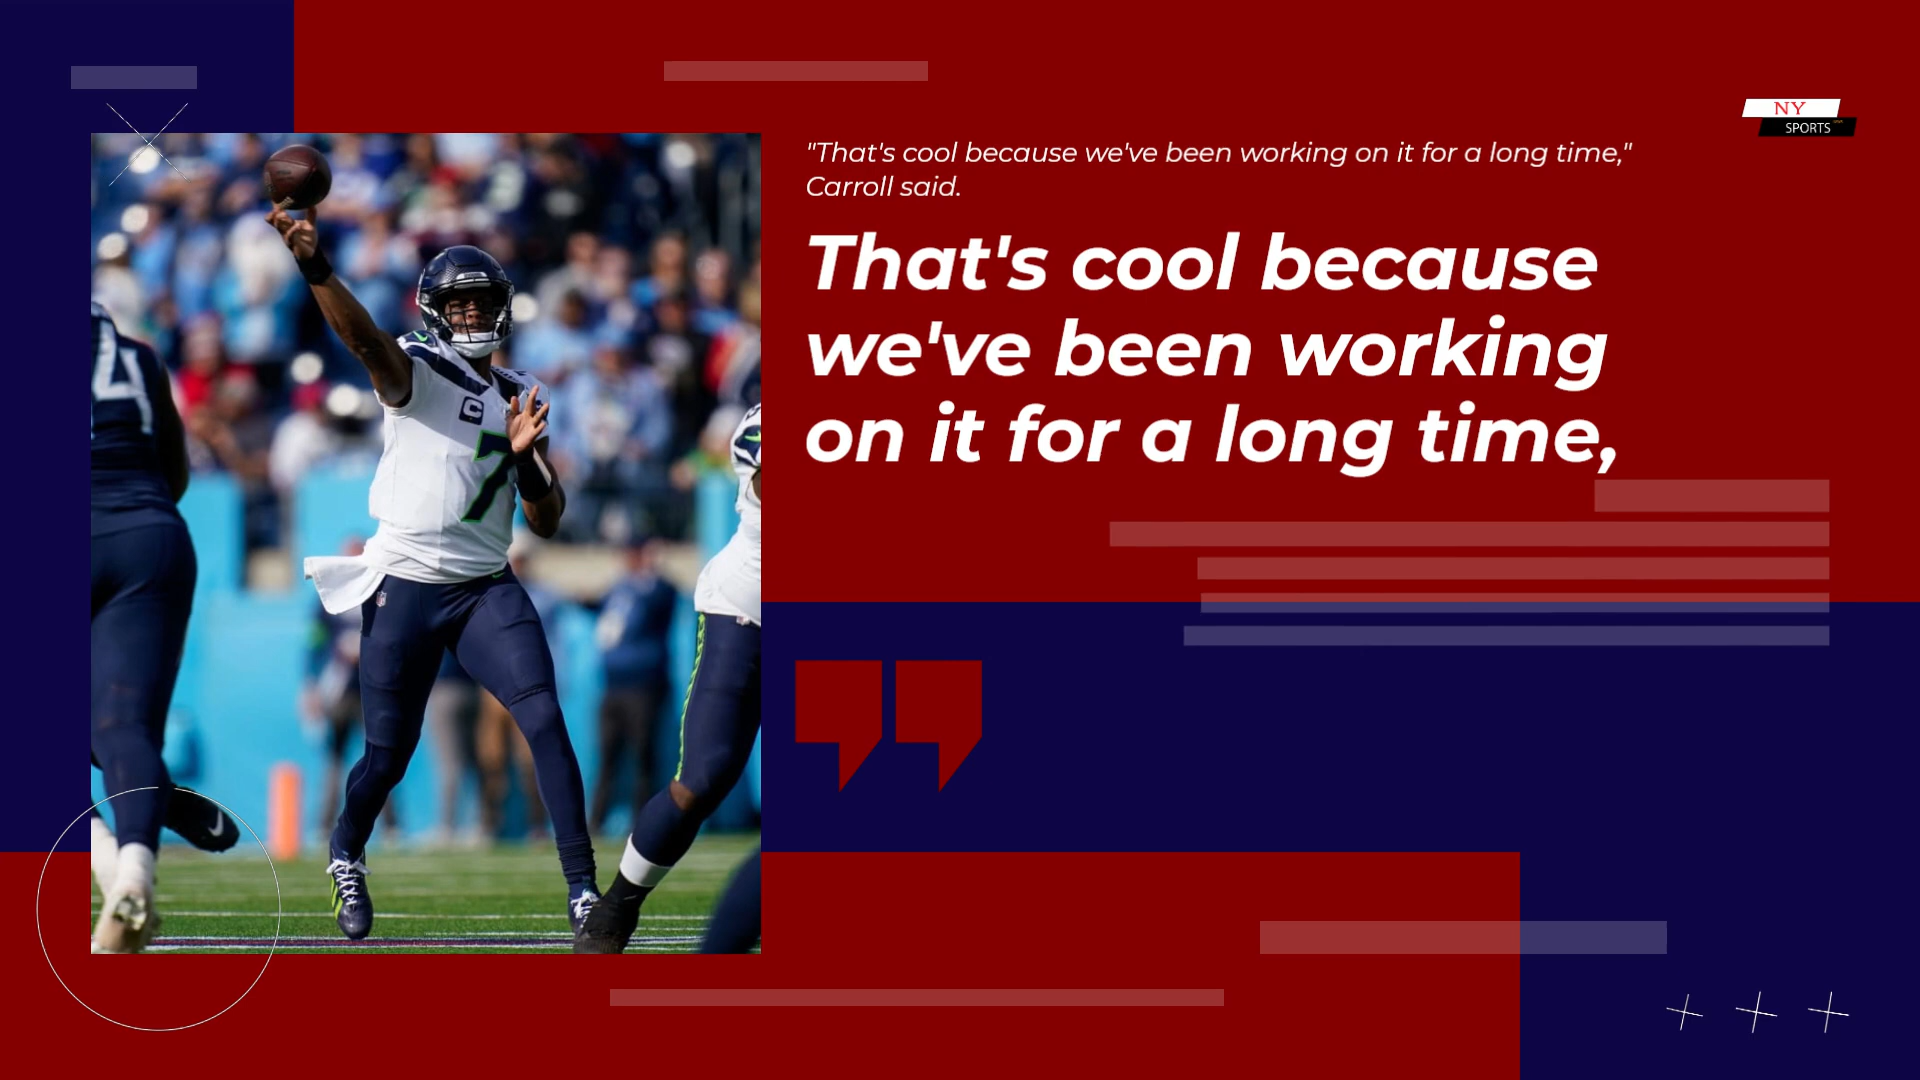 NY
SPORTS
"That's cool because we've been working on it for a long time,"
Carroll said.
That's cool because
we've been working
on it for a long time,
4
C
7